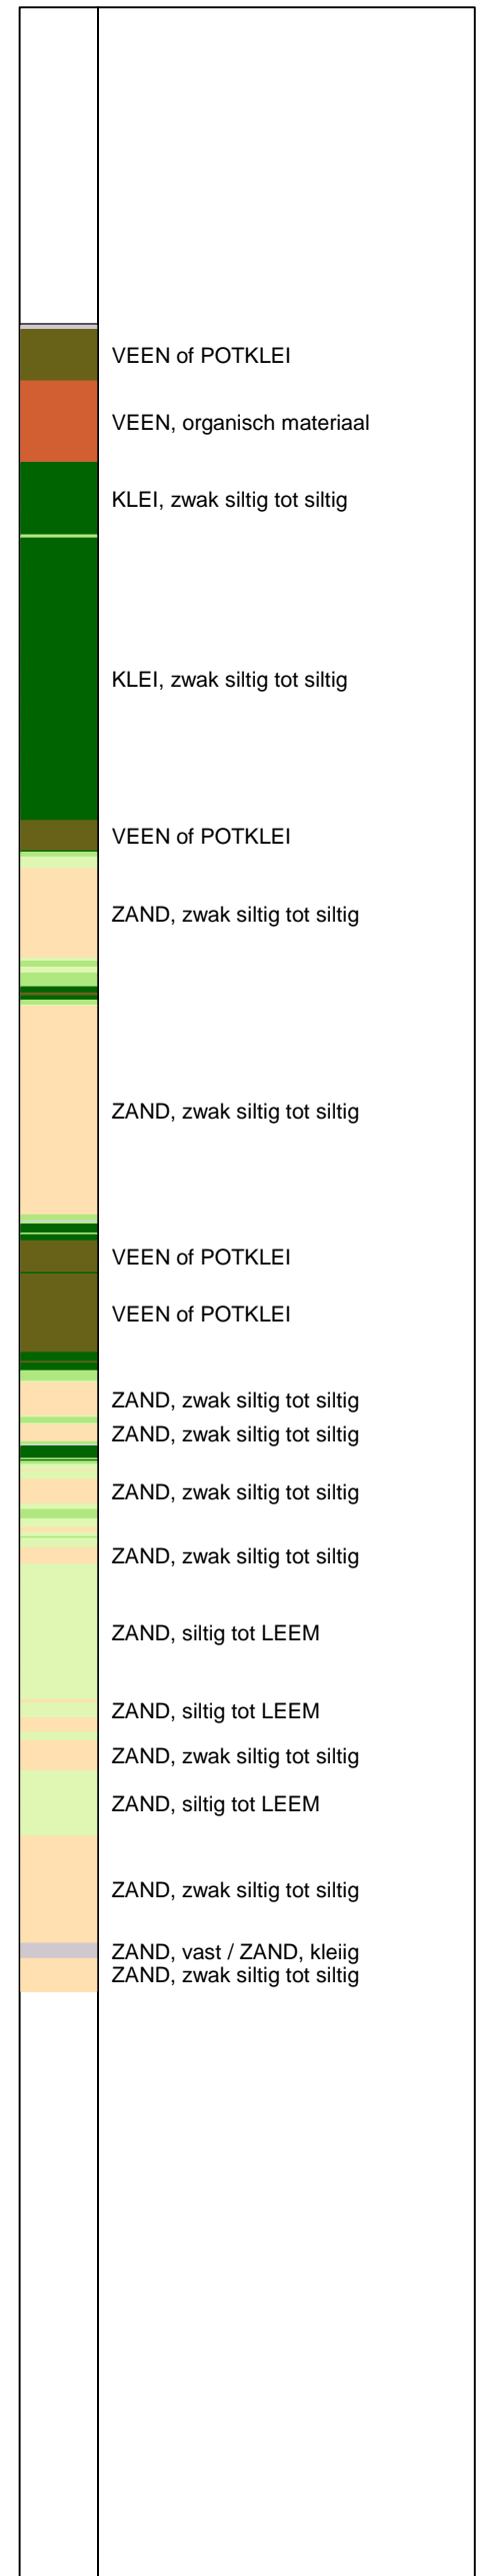 VEEN of POTKLEI
VEEN, organisch materiaal
KLEI, zwak siltig tot siltig
KLEI, zwak siltig tot siltig
VEEN of POTKLEI
ZAND, zwak siltig tot siltig
ZAND, zwak siltig tot siltig
VEEN of POTKLEI
VEEN of POTKLEI
ZAND, zwak siltig tot siltig
ZAND, zwak siltig tot siltig
ZAND, zwak siltig tot siltig
ZAND, zwak siltig tot siltig
ZAND, siltig tot LEEM
ZAND, siltig tot LEEM
ZAND, zwak siltig tot siltig
ZAND, siltig tot LEEM
ZAND, zwak siltig tot siltig
ZAND, vast / ZAND, kleiig
ZAND, zwak siltig tot siltig